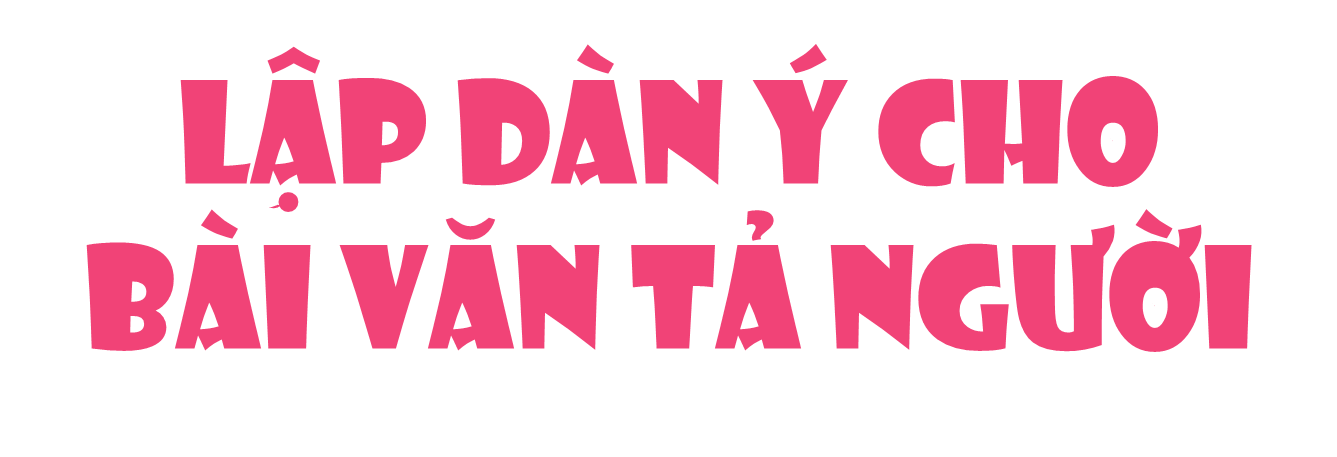 LẬP DÀN Ý CHO
BÀI VĂN TẢ NGƯỜI